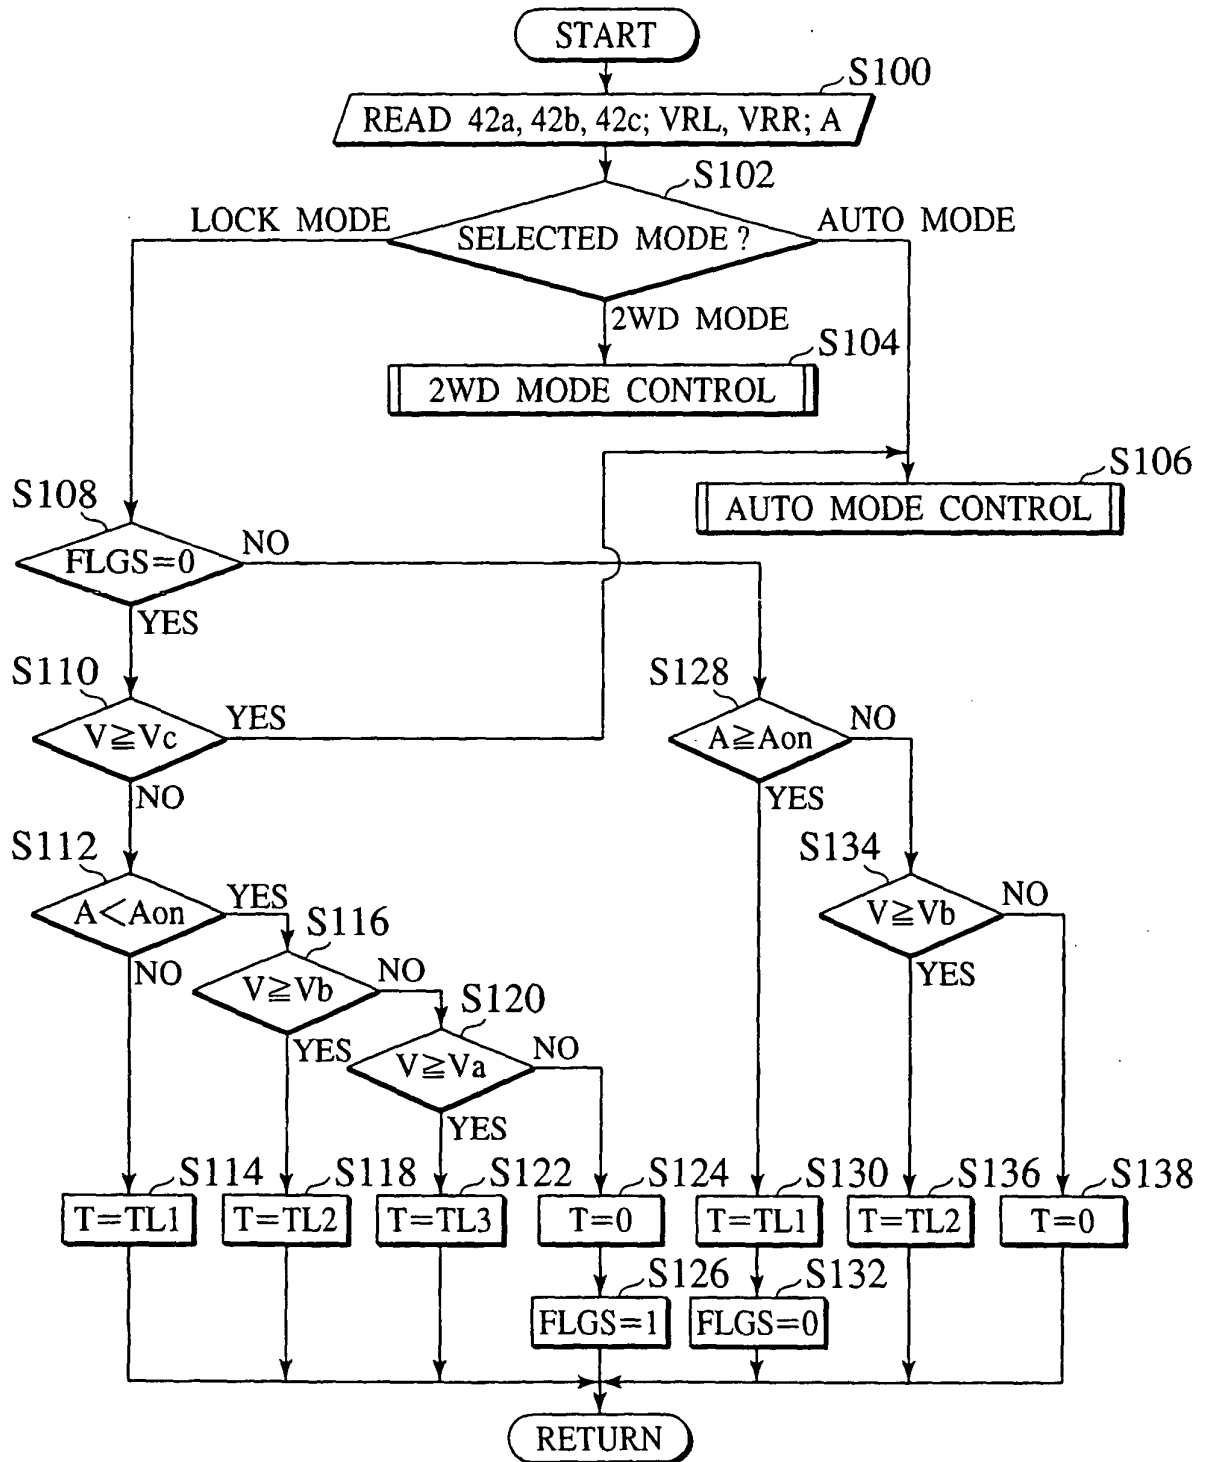 START
S100
READ 42a, 42b, 42c; VRL, VRR; A
S102
LOCK MODE
SELECTED MODE?
AUTO MODE
2WD MODE
S104
2WD MODE CONTROL
S106
AUTO MODE CONTROL
S108
FLGS=0
NO
YES
S110
V≧Vc
YES
NO
S128
A≧Aon
NO
YES
S112
A<Aon
YES
NO
S116
V≧Vb
NO
YES
S120
V≧Va
NO
YES
S134
V≧Vb
NO
YES
S114
T=TL1
S118
T=TL2
S122
T=TL3
S124
T=0
S130
T=TL1
S136
T=TL2
S138
T=0
S126
FLGS=1
S132
FLGS=0
RETURN